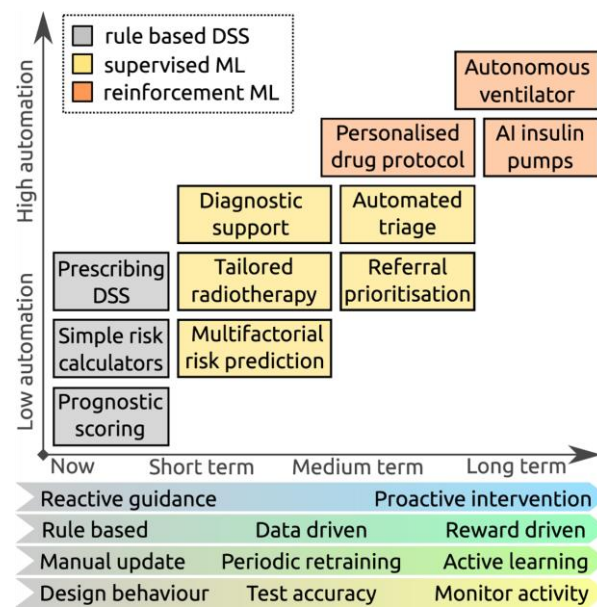 rule based DSS
supervised ML
reinforcement ML
High automation
Low automation
Autonomous
ventilator
Personalised
drug protocol
AI insulin
pumps
Diagnostic
support
Automated
triage
Prescribing
DSS
Tailored
radiotherapy
Referral
prioritisation
Simple risk
calculators
Multifactorial
risk prediction
Prognostic
scoring
Now Short term Medium term Long term
Reactive guidance Proactive intervention
Rule based Data driven Reward driven
Manual update Periodic retraining Active learning
Design behaviour Test accuracy Monitor activity